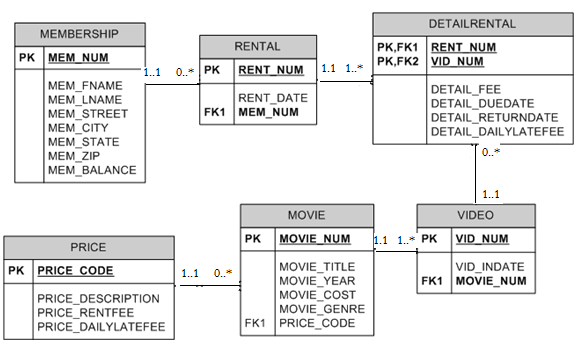 MEMBERSHIP
PK MEM_NUM
MEM_FNAME
MEM_LNAME
MEM_STREET
MEM_CITY
MEM_STATE
MEM_ZIP
MEM_BALANCE
1..1 0..*
RENTAL
PK RENT_NUM
RENT_DATE
FK1 MEM_NUM
1..1 1..*
DETAILRENTAL
PK,FK1 RENT_NUM
PK,FK2 VID_NUM
DETAIL_FEE
DETAIL_DUEDATE
DETAIL_RETURNDATE
DETAIL_DAILYLATEFEE
0..*
1..1
PRICE
PK PRICE_CODE
PRICE_DESCRIPTION
PRICE_RENTFEE
PRICE_DAILYLATEFEE
1..1 0..*
MOVIE
PK MOVIE_NUM
MOVIE_TITLE
MOVIE_YEAR
MOVIE_COST
MOVIE_GENRE
FK1 PRICE_CODE
1..1 1..*
VIDEO
PK VID_NUM
VID_INDATE
FK1 MOVIE_NUM